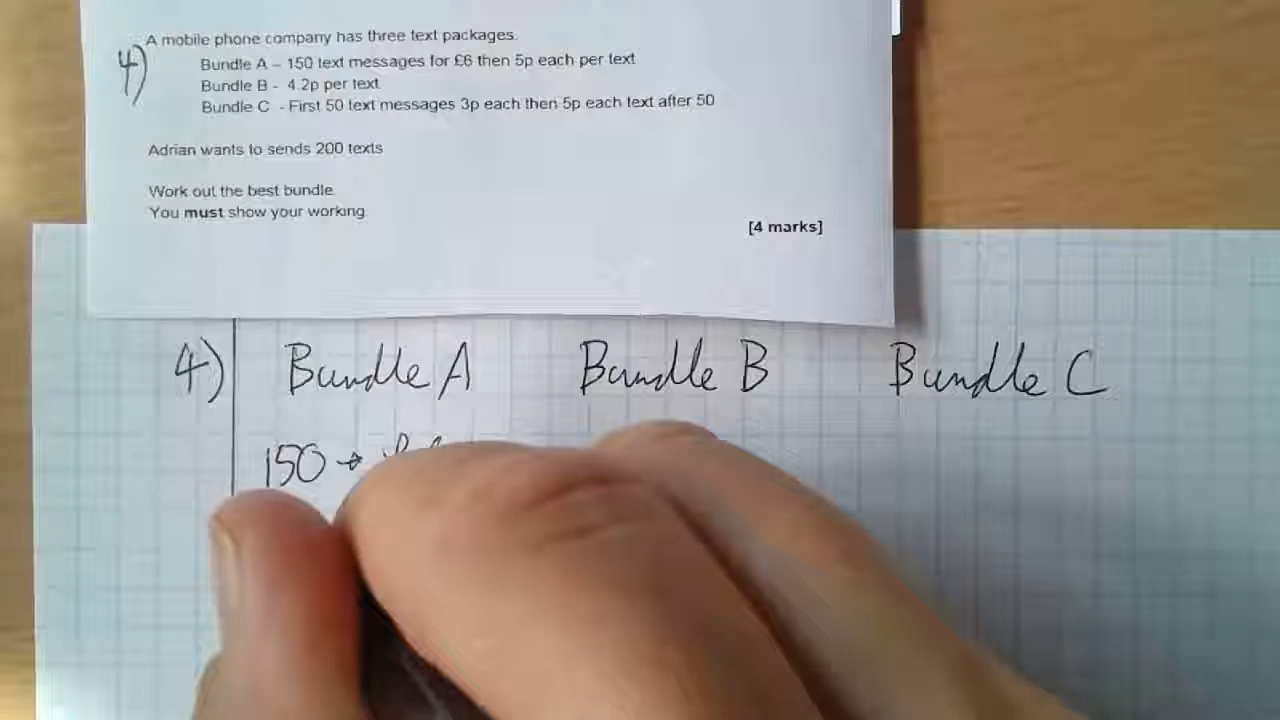 A mobile phone company has three text packages.
4)
Bundle A – 150 text messages for £6 then 5p each per text
Bundle B - 4.2p per text
Bundle C - First 50 text messages 3p each then 5p each text after 50
Adrian wants to sends 200 texts
Work out the best bundle.
You must show your working.
[4 marks]
4) Bundle A Bundle B Bundle C
150 →